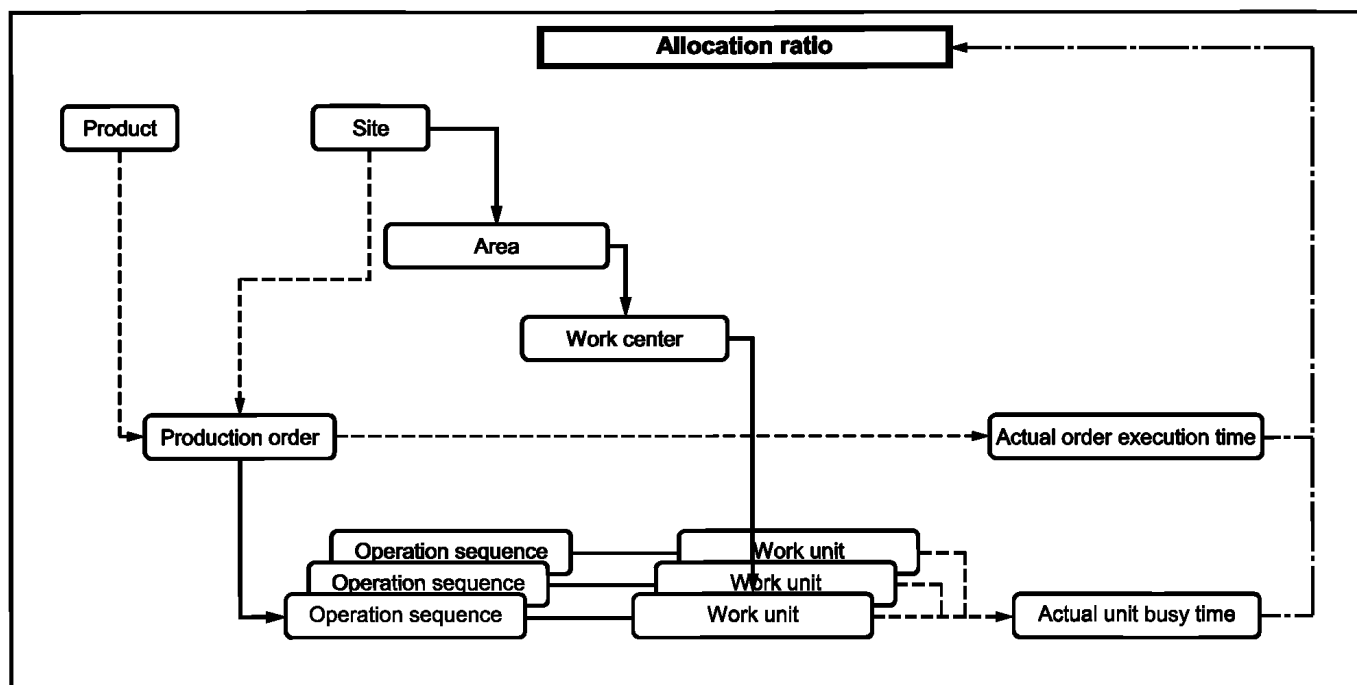 Allocation ratio
Product
Site
Area
Work center
Production order
Actual order execution time
Operation sequence
Work unit
Operation sequence
Work unit
Operation sequence
Work unit
Actual unit busy time